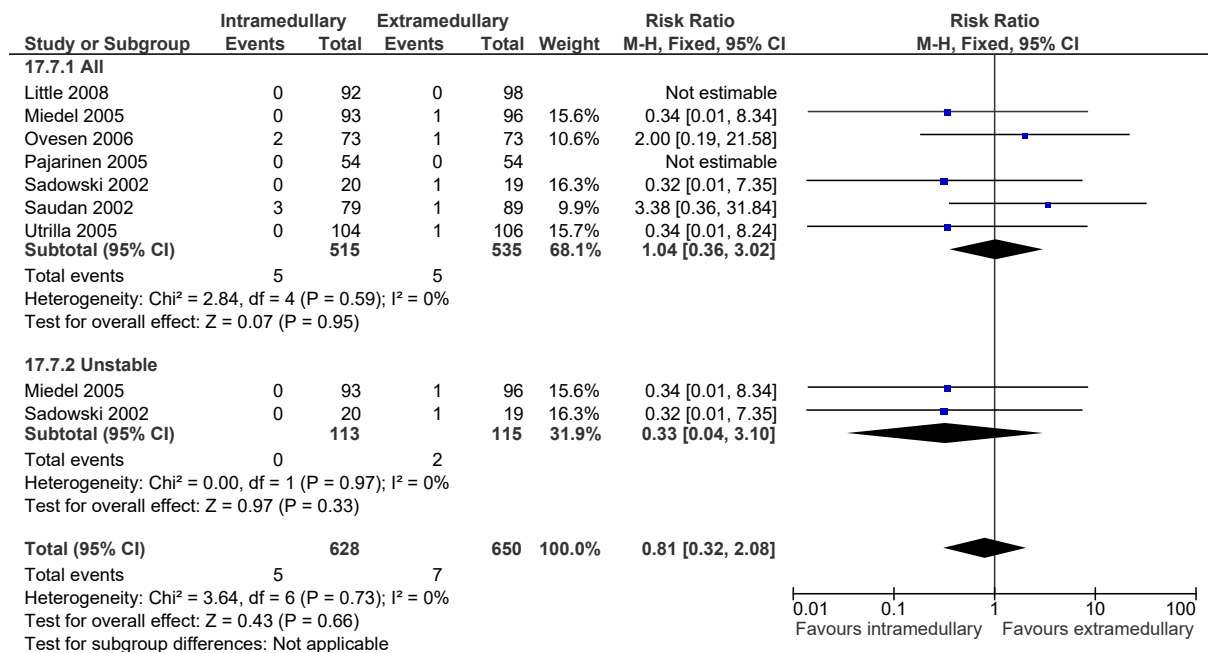 Intramedullary Extramedullary Risk Ratio Risk Ratio
Study or Subgroup Events Total Events Total Weight M-H, Fixed, 95% CI M-H, Fixed, 95% CI
17.7.1 All
Little 2008 0 92 0 98 Not estimable
Miedel 2005 0 93 1 96 15.6% 0.34 [0.01, 8.34]
Ovesen 2006 2 73 1 73 10.6% 2.00 [0.19, 21.58]
Pajarinen 2005 0 54 0 54 Not estimable
Sadowski 2002 0 20 1 19 16.3% 0.32 [0.01, 7.35]
Saudan 2002 3 79 1 89 9.9% 3.38 [0.36, 31.84]
Utrilla 2005 0 104 1 106 15.7% 0.34 [0.01, 8.24]
Subtotal (95% CI) 515 535 68.1% 1.04 [0.36, 3.02]
Total events 5 5
Heterogeneity: Chi² = 2.84, df = 4 (P = 0.59); I² = 0%
Test for overall effect: Z = 0.07 (P = 0.95)
17.7.2 Unstable
Miedel 2005 0 93 1 96 15.6% 0.34 [0.01, 8.34]
Sadowski 2002 0 20 1 19 16.3% 0.32 [0.01, 7.35]
Subtotal (95% CI) 113 115 31.9% 0.33 [0.04, 3.10]
Total events 0 2
Heterogeneity: Chi² = 0.00, df = 1 (P = 0.97); I² = 0%
Test for overall effect: Z = 0.97 (P = 0.33)
Total (95% CI) 628 650 100.0% 0.81 [0.32, 2.08]
Total events 5 7
Heterogeneity: Chi² = 3.64, df = 6 (P = 0.73); I² = 0%
Test for overall effect: Z = 0.43 (P = 0.66)
Test for subgroup differences: Not applicable
0.01 0.1 1 10 100
Favours intramedullary Favours extramedullary